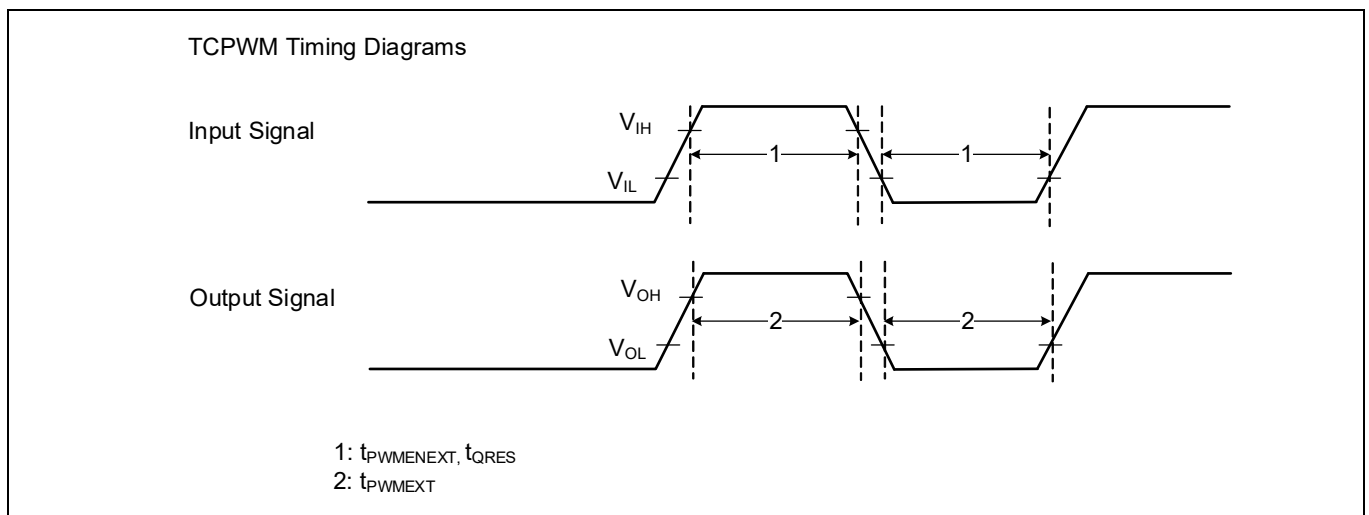 TCPWM Timing Diagrams
Input Signal
VIH
VIL
1
1
Output Signal
VOH
VOL
2
2
1: tPWMENEXT, tQRES
2: tPWMEXT